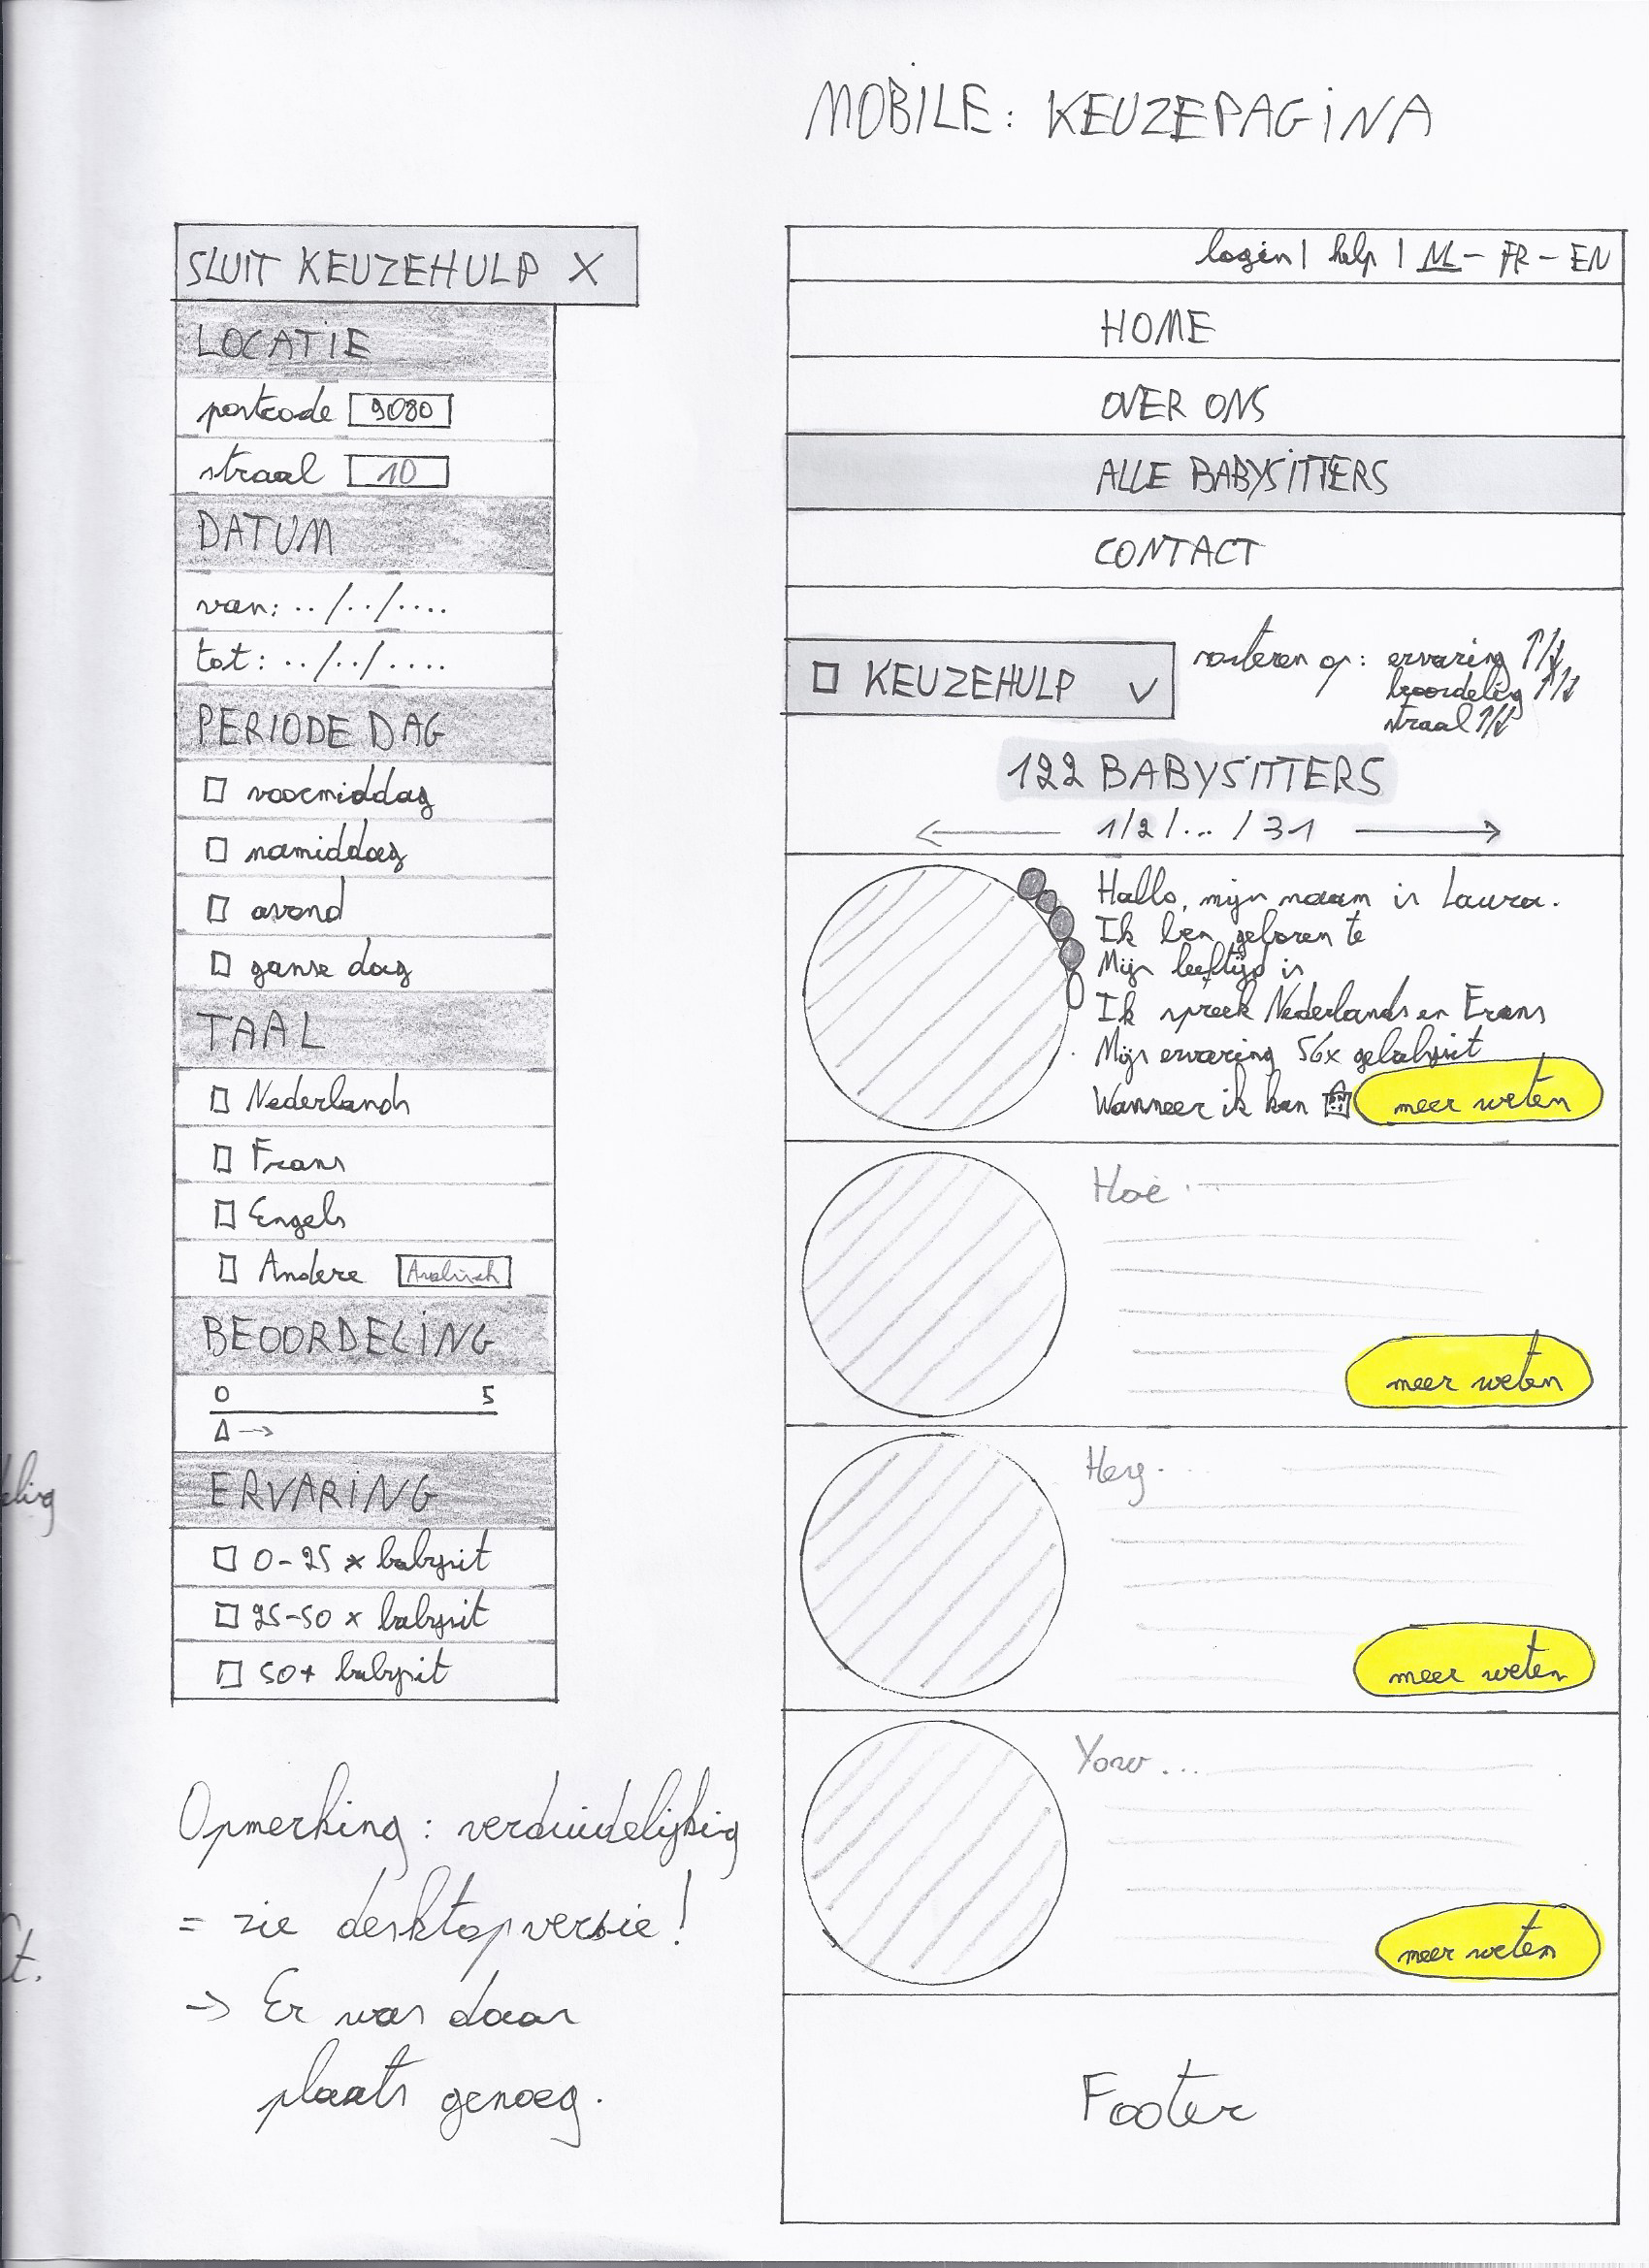 MOBILE: KEUZEPAGINA
SLUIT KEUZEHULP X
LOCATIE
postcode 9080
straal 10
DATUM
van: ../../....
tot: ../../....
PERIODE DAG
voormiddag
namiddag
avond
ganse dag
TAAL
Nederlands
Frans
Engels
Andere Arabisch
BEOORDELING
0 5
ERVARING
0-25 x babysit
25-50 x babysit
50+ babysit
Opmerking: verduidelijking
= zie desktopversie!
→ Er was daar
plaats genoeg.
login | help | NL - FR - EN
HOME
OVER ONS
ALLE BABYSITTERS
CONTACT
KEUZEHULP
sorteren op: ervaring ↑/↓
beoordeling ↑/↓
straal ↑/↓
122 BABYSITTERS
← 1/2/... /31 →
Hallo, mijn naam is Laura.
Ik ben geboren te
Mijn leeftijd is
Ik spreek Nederlands en Frans
Mijn ervaring 56x gebabysit
Wanneer ik kan meer weten
meer weten
Hey...
meer weten
Yow...
meer weten
Footer